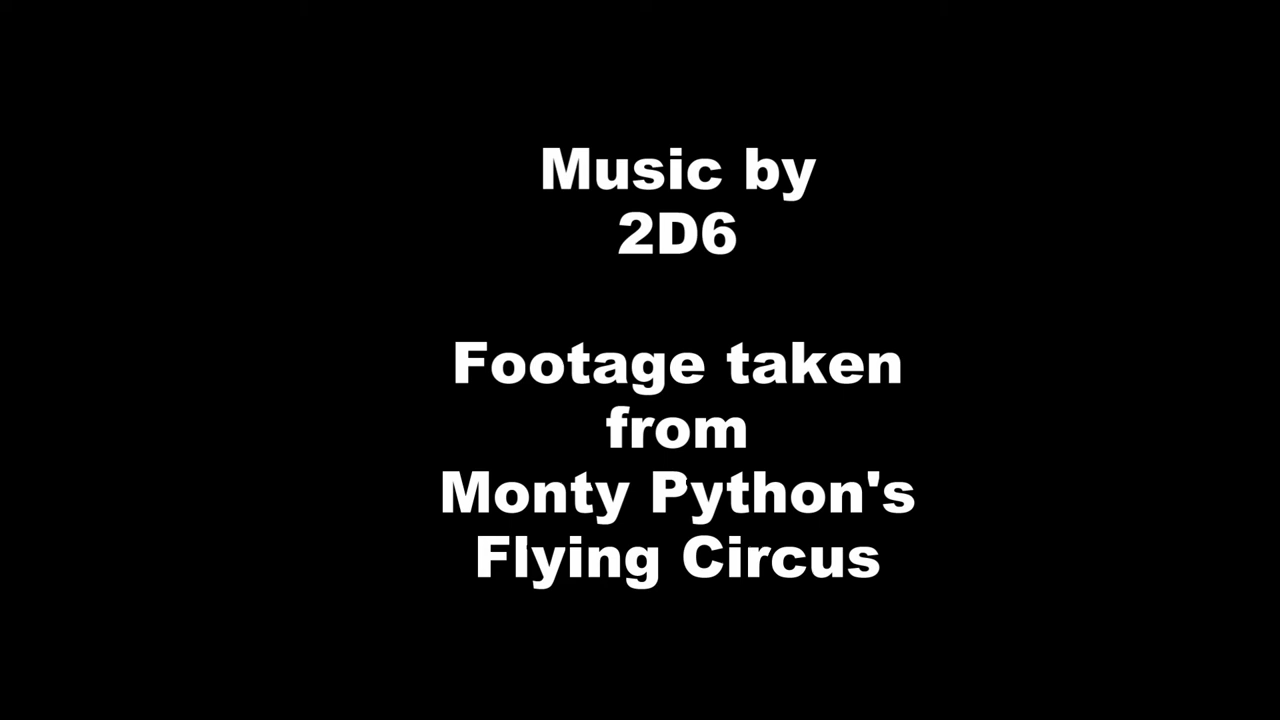 Music by
2D6
Footage taken
from
Monty Python's
Flying Circus